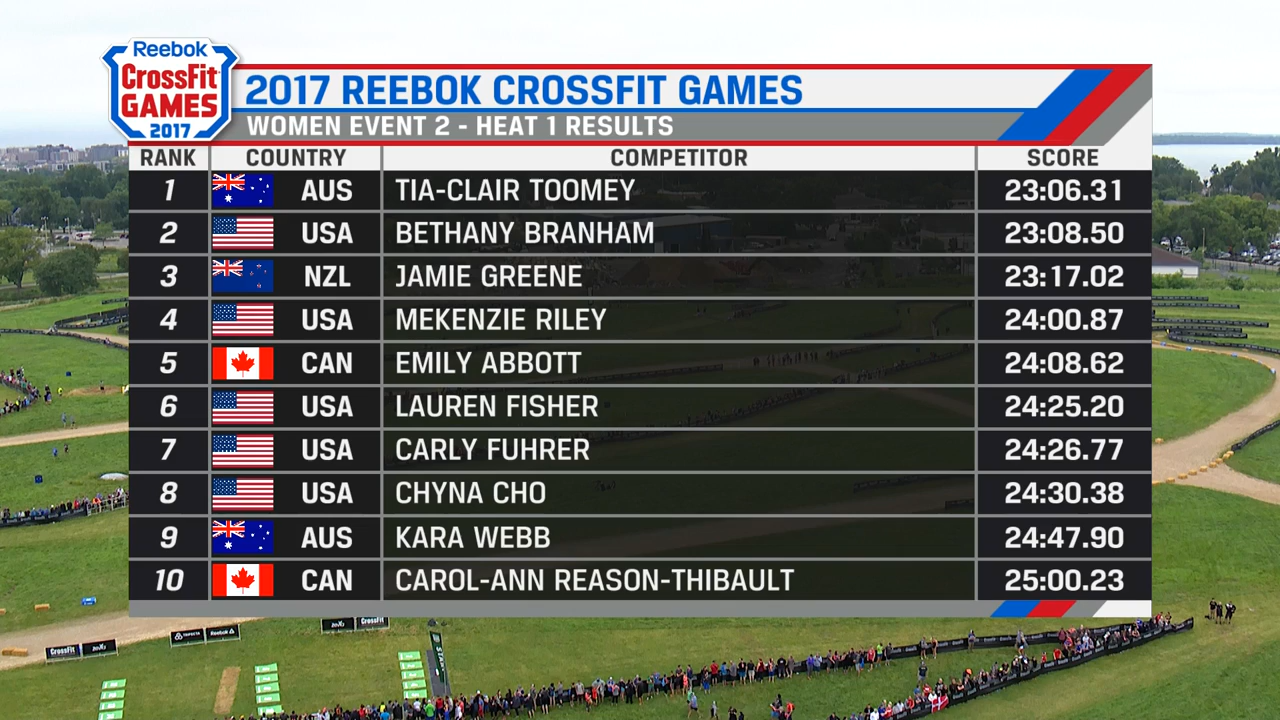 Reebok
CrossFit
GAMES
2017
2017 REEBOK CROSSFIT GAMES
WOMEN EVENT 2 - HEAT 1 RESULTS
RANK COUNTRY COMPETITOR SCORE
1 AUS TIA-CLAIR TOOMEY 23:06.31
2 USA BETHANY BRANHAM 23:08.50
3 NZL JAMIE GREENE 23:17.02
4 USA MEKENZIE RILEY 24:00.87
5 CAN EMILY ABBOTT 24:08.62
6 USA LAUREN FISHER 24:25.20
7 USA CARLY FUHRER 24:26.77
8 USA CHYNA CHO 24:30.38
9 AUS KARA WEBB 24:47.90
10 CAN CAROL-ANN REASON-THIBAULT 25:00.23
CrossFit
Reebok
CrossFit
START